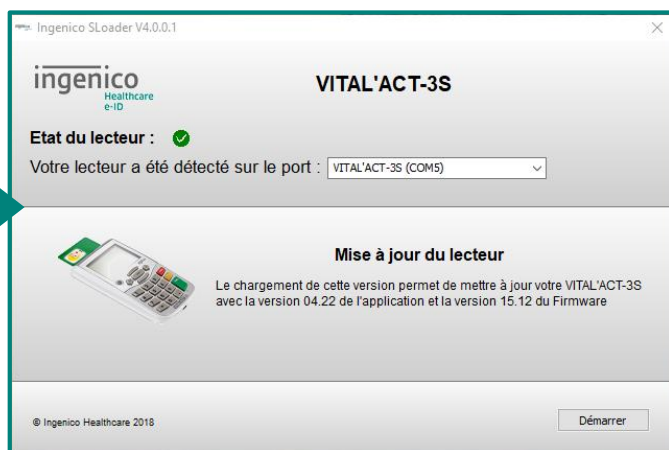 Ingenico SLoader V4.0.0.1
ingenico
Healthcare
e-ID
VITAL'ACT-3S
Etat du lecteur :
Votre lecteur a été détecté sur le port : VITAL'ACT-3S (COM5)
Mise à jour du lecteur
Le chargement de cette version permet de mettre à jour votre VITAL'ACT-3S
avec la version 04.22 de l'application et la version 15.12 du Firmware
© Ingenico Healthcare 2018
Démarrer